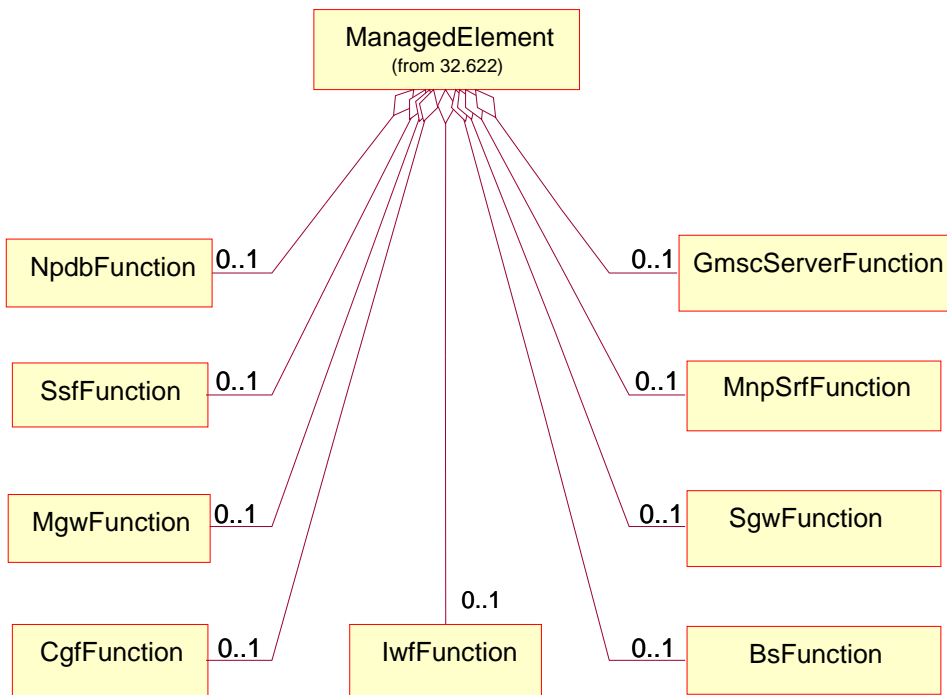 ManagedElement
(from 32.622)
NpdbFunction
0..1
0..1
GmscServerFunction
SsfFunction
0..1
0..1
MnpSrfFunction
MgwFunction
0..1
0..1
SgwFunction
CgfFunction
0..1
0..1
IwfFunction
0..1
BsFunction